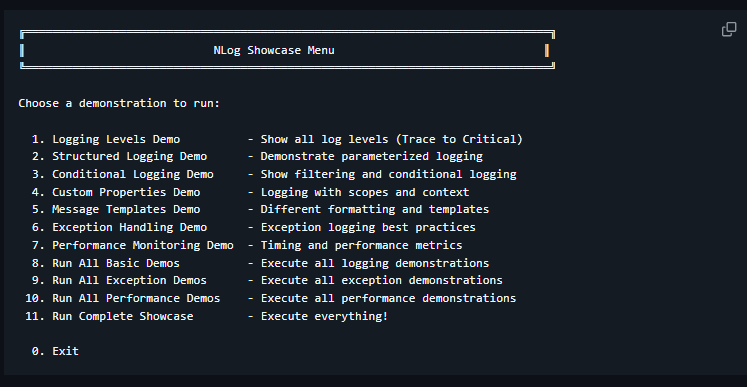 NLog Showcase Menu
Choose a demonstration to run:
1. Logging Levels Demo - Show all log levels (Trace to Critical)
2. Structured Logging Demo - Demonstrate parameterized logging
3. Conditional Logging Demo - Show filtering and conditional logging
4. Custom Properties Demo - Logging with scopes and context
5. Message Templates Demo - Different formatting and templates
6. Exception Handling Demo - Exception logging best practices
7. Performance Monitoring Demo - Timing and performance metrics
8. Run All Basic Demos - Execute all logging demonstrations
9. Run All Exception Demos - Execute all exception demonstrations
10. Run All Performance Demos - Execute all performance demonstrations
11. Run Complete Showcase - Execute everything!
0. Exit